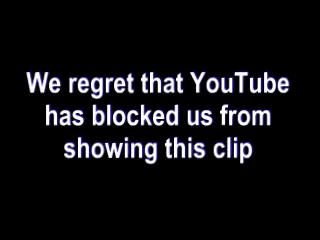 We regret that YouTube
has blocked us from
showing this clip